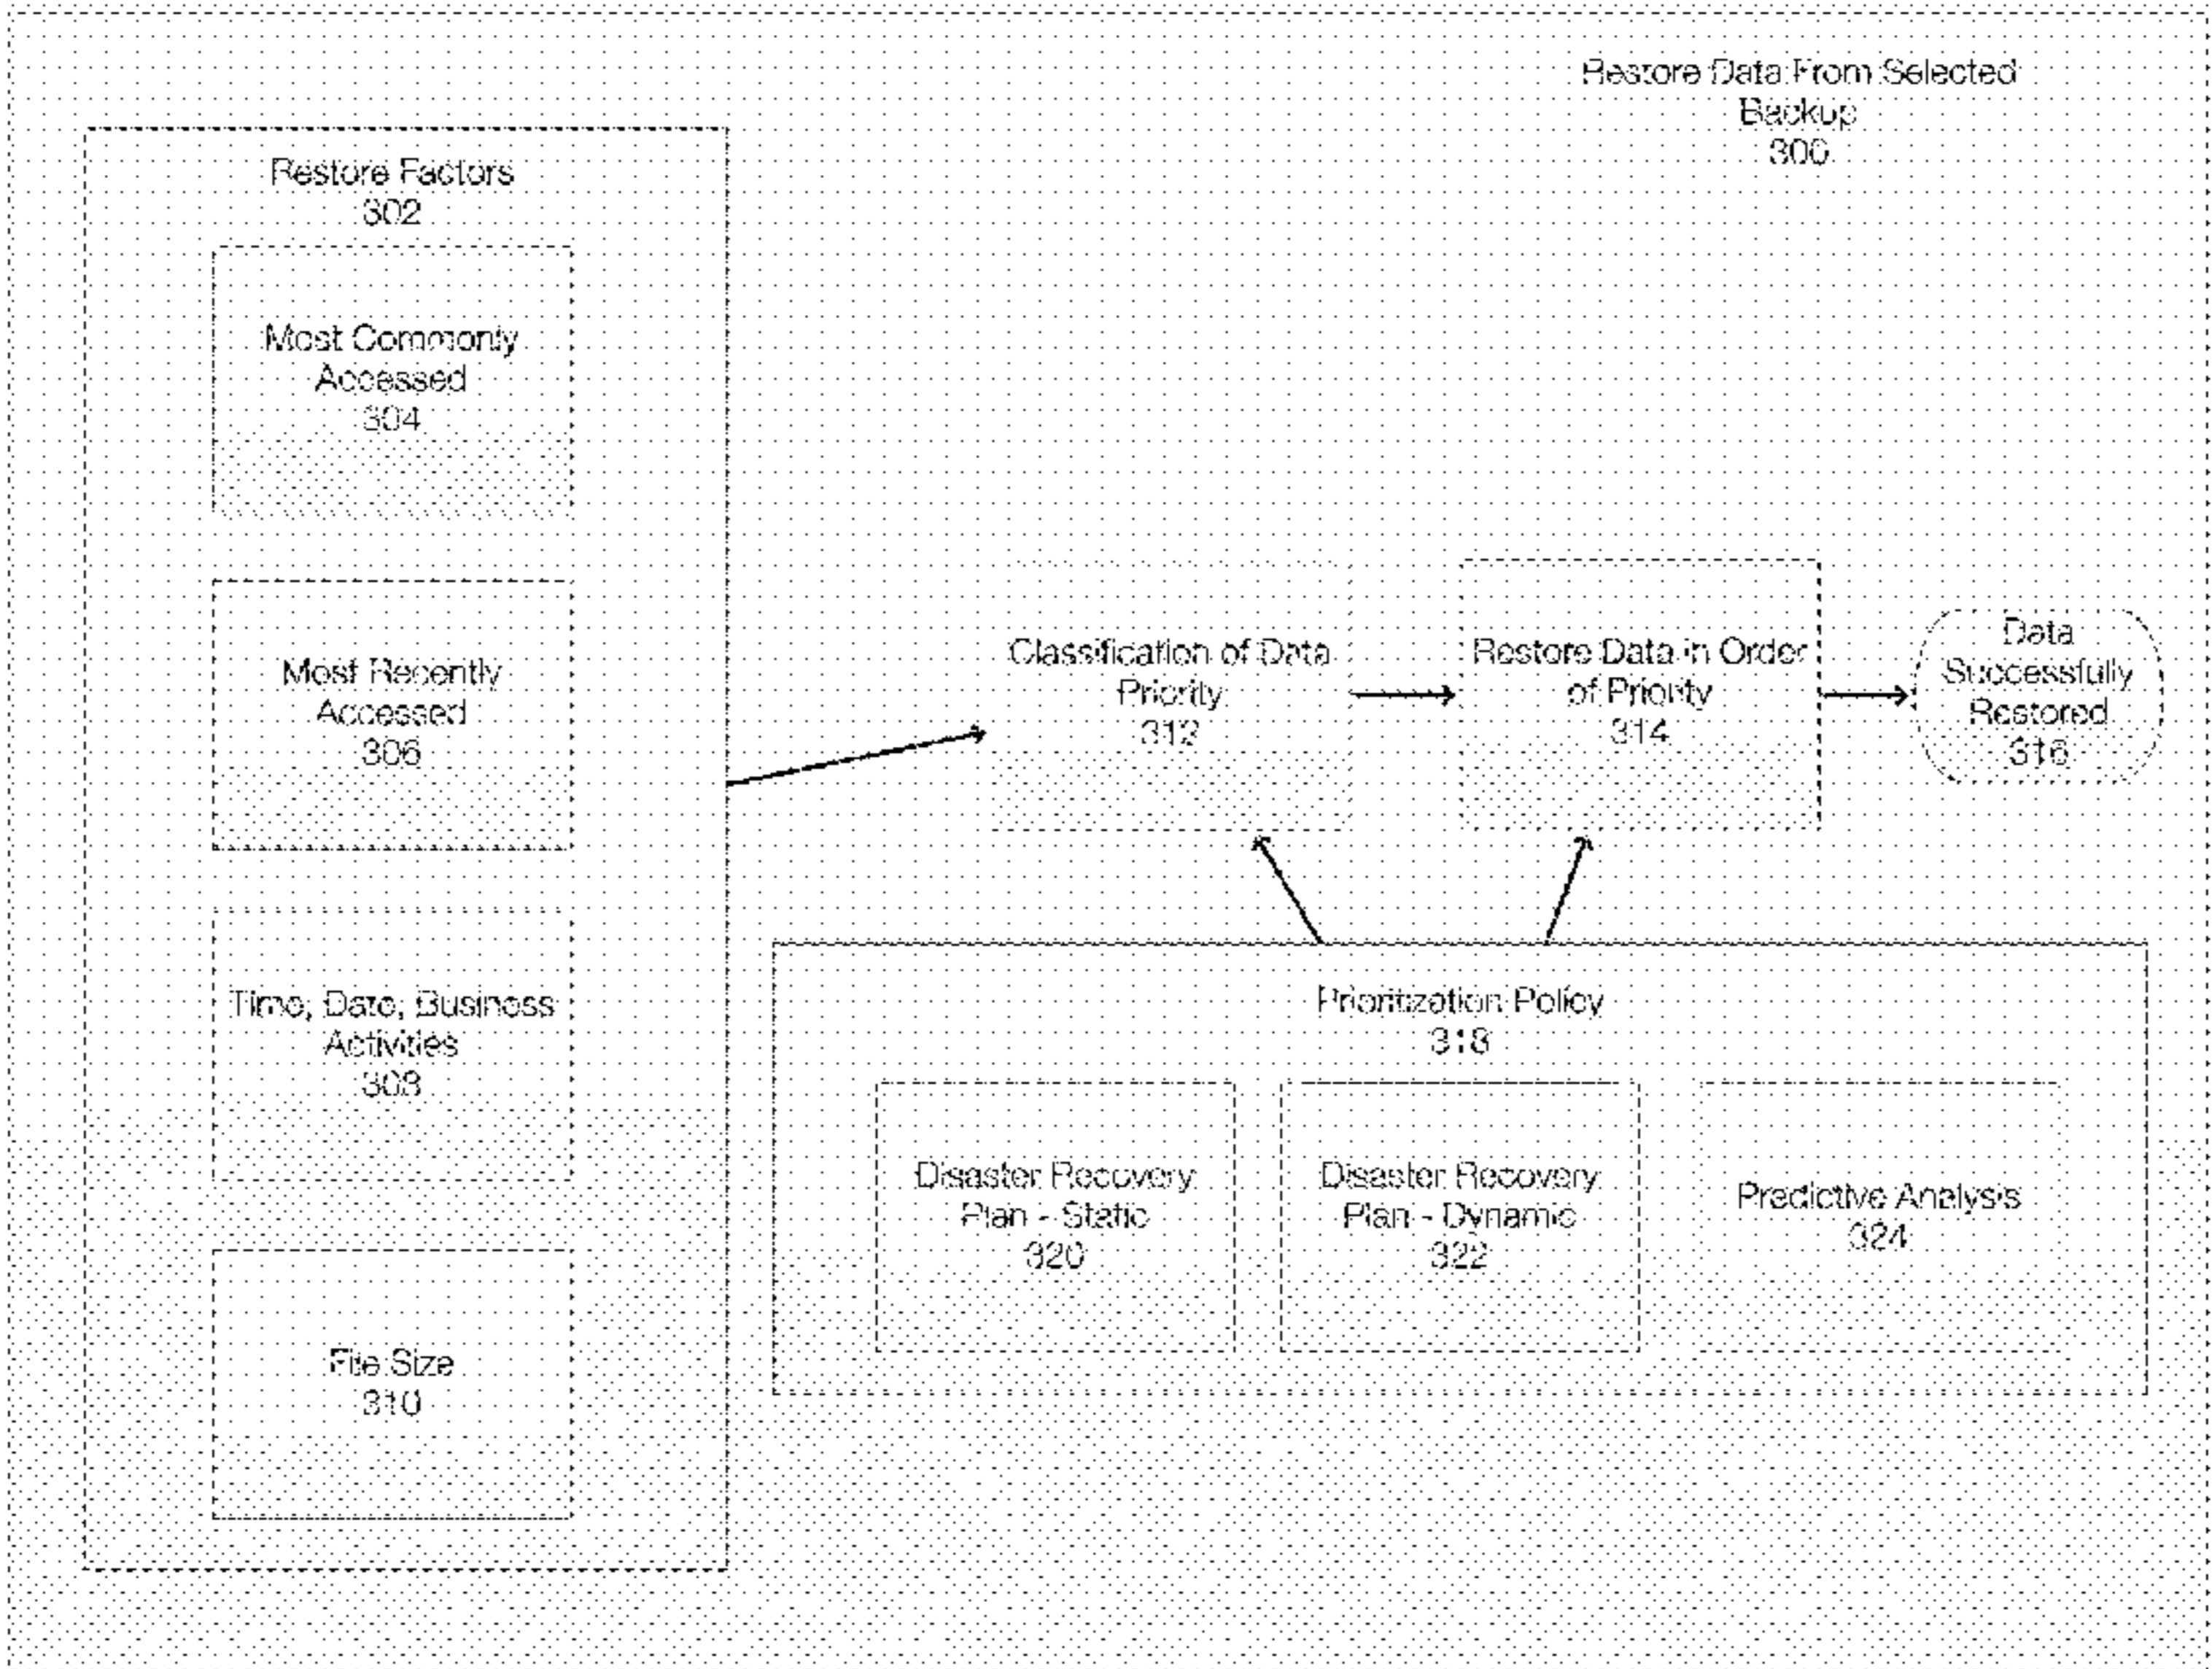 Restore Data From Selected
Backup
300
Restore Factors
302
Most Commonly
Accessed
304
Most Recently
Accessed
306
Time, Date, Business
Activities
308
File Size
310
Classification of Data
Priority
312
Restore Data in Order
of Priority
314
Data
Successfully
Restored
316
Prioritization Policy
318
Disaster Recovery
Plan - Static
320
Disaster Recovery
Plan - Dynamic
322
Predictive Analysis
324